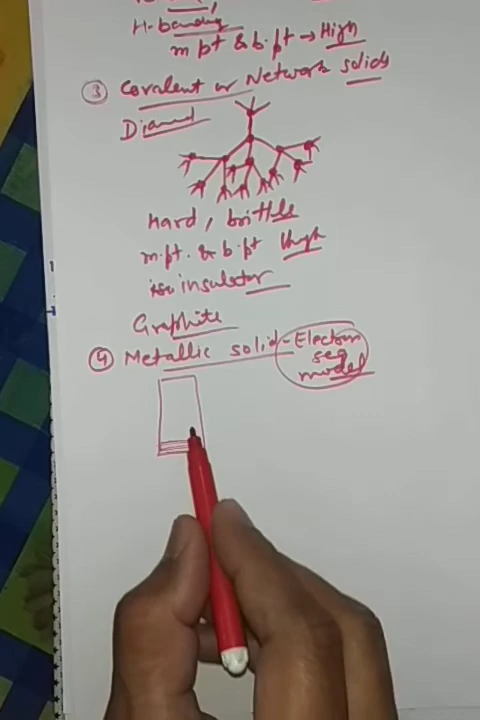 H-bonding
m pt & b.pt → High
③ Covalent or Network solids
Diamond
hard, brittle
m.pt. & b.pt high
insulator
Graphite
④ Metallic solid - Electron
sea
model